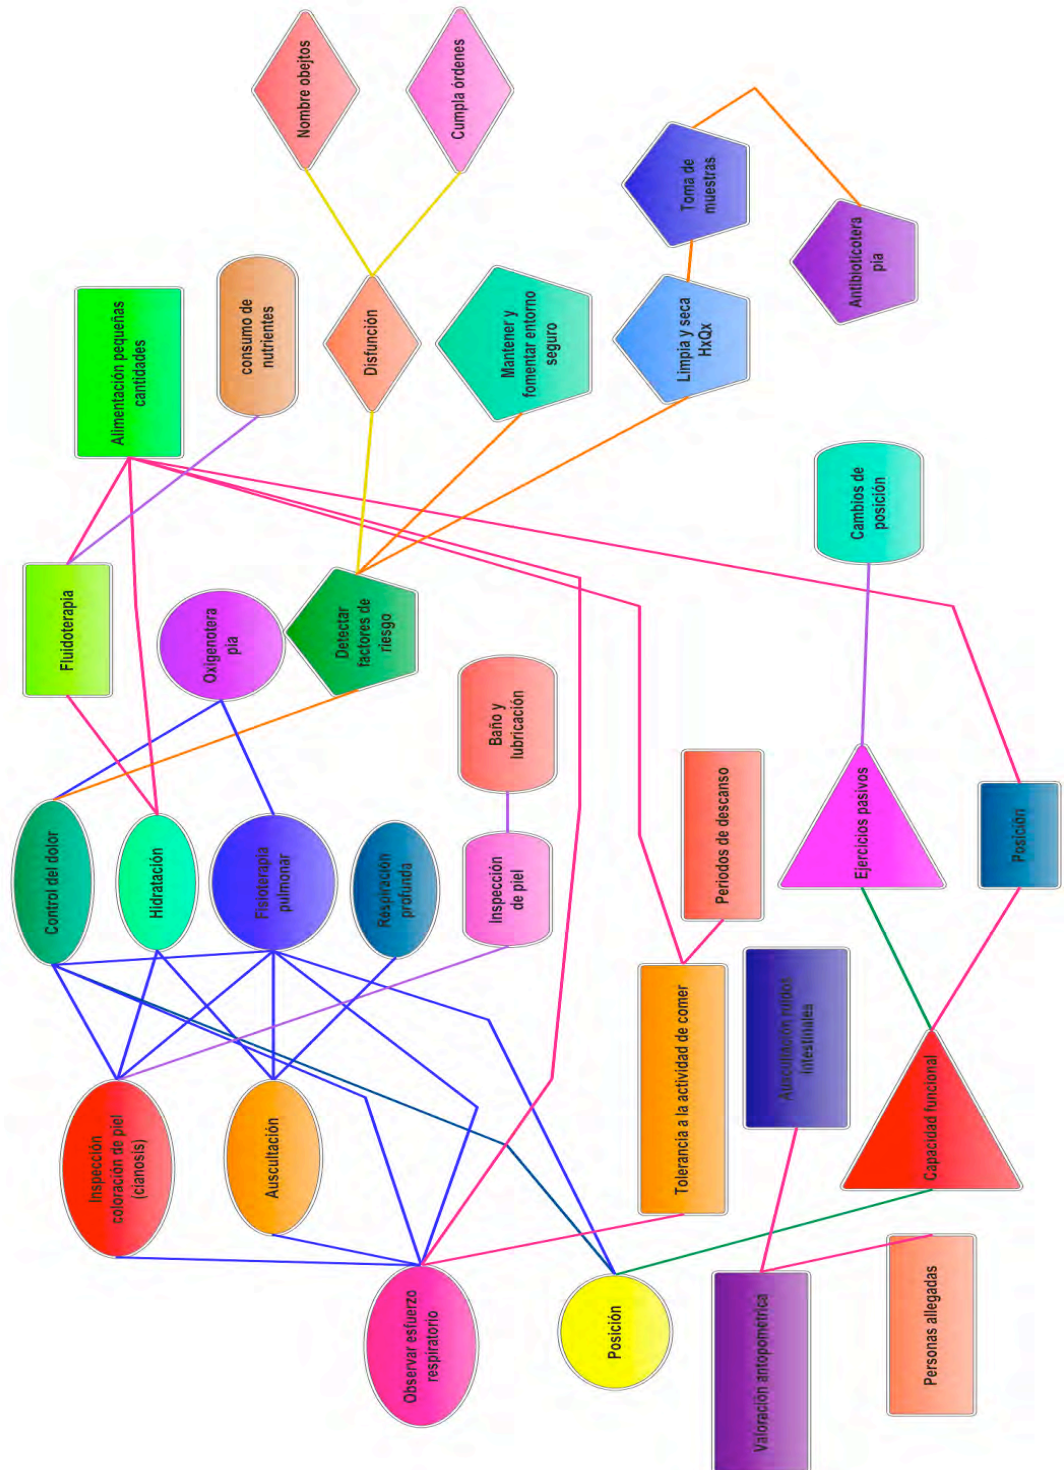 Control del dolor
Fluidoterapia
Inspección
coloración de piel
(cianosis)
Hidratación
Alimentación pequeñas
cantidades
Auscultación
Fisioterapia
pulmonar
Oxigenotera
pia
consumo de
nutrientes
Nombre obejtos
Observar esfuerzo
respiratorio
Respiración
profunda
Detectar
factores de
riesgo
Disfunción
Cumpla órdenes
Inspección
de piel
Baño y
lubricación
Mantener y
fomentar entorno
seguro
Posición
Tolerancia a la actividad de comer
Periodos de descanso
Limpia y seca
HxQx
Toma de
muestras
Valoración antopométrica
Auscultación ruidos
intestinales
Ejercicios pasivos
Cambios de
posición
Antibioticotera
pia
Personas allegadas
Capacidad funcional
Posición